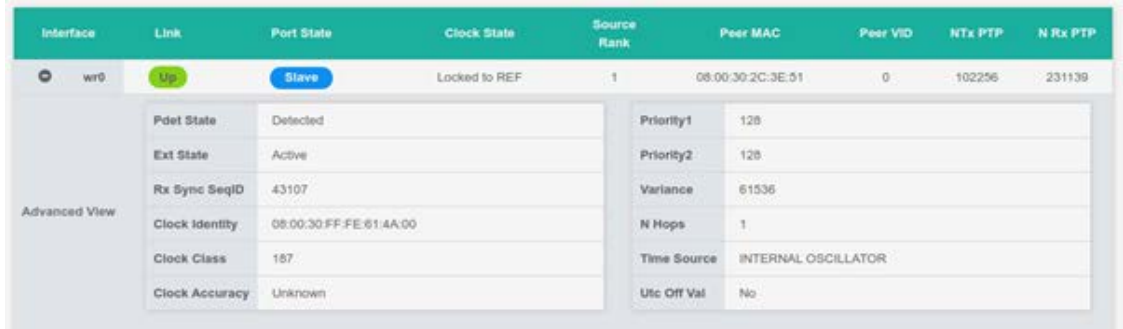 Interface Link Port State Clock State Source Rank Peer MAC Peer VID NTx PTP N Rx PTP
wr0 Up Slave Locked to REF 1 08:00:30:2C:3E:51 0 102256 231139
Advanced View
Pdet State Detected
Ext State Active
Rx Sync SeqID 43107
Clock Identity 08:00:30:FF:FE:61:4A:00
Clock Class 187
Clock Accuracy Unknown
Priority1 128
Priority2 128
Variance 61536
N Hops 1
Time Source INTERNAL OSCILLATOR
Utc Off Val No